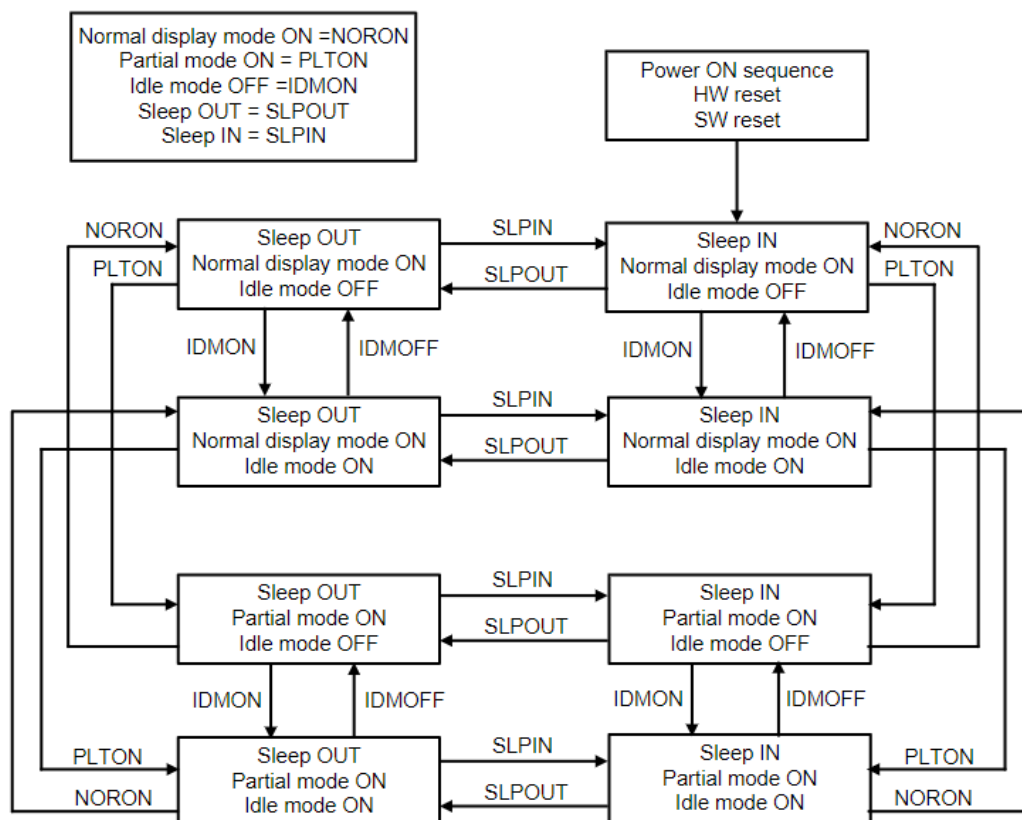 Normal display mode ON =NORON
Partial mode ON = PLTON
Idle mode OFF =IDMON
Sleep OUT = SLPOUT
Sleep IN = SLPIN
Power ON sequence
HW reset
SW reset
NORON
PLTON
Sleep OUT
Normal display mode ON
Idle mode OFF
SLPIN
SLPOUT
Sleep IN
Normal display mode ON
Idle mode OFF
NORON
PLTON
IDMON
IDMOFF
IDMON
IDMOFF
Sleep OUT
Normal display mode ON
Idle mode ON
SLPIN
SLPOUT
Sleep IN
Normal display mode ON
Idle mode ON
Sleep OUT
Partial mode ON
Idle mode OFF
SLPIN
SLPOUT
Sleep IN
Partial mode ON
Idle mode OFF
IDMON
IDMOFF
IDMON
IDMOFF
PLTON
NORON
Sleep OUT
Partial mode ON
Idle mode ON
SLPIN
SLPOUT
Sleep IN
Partial mode ON
Idle mode ON
PLTON
NORON